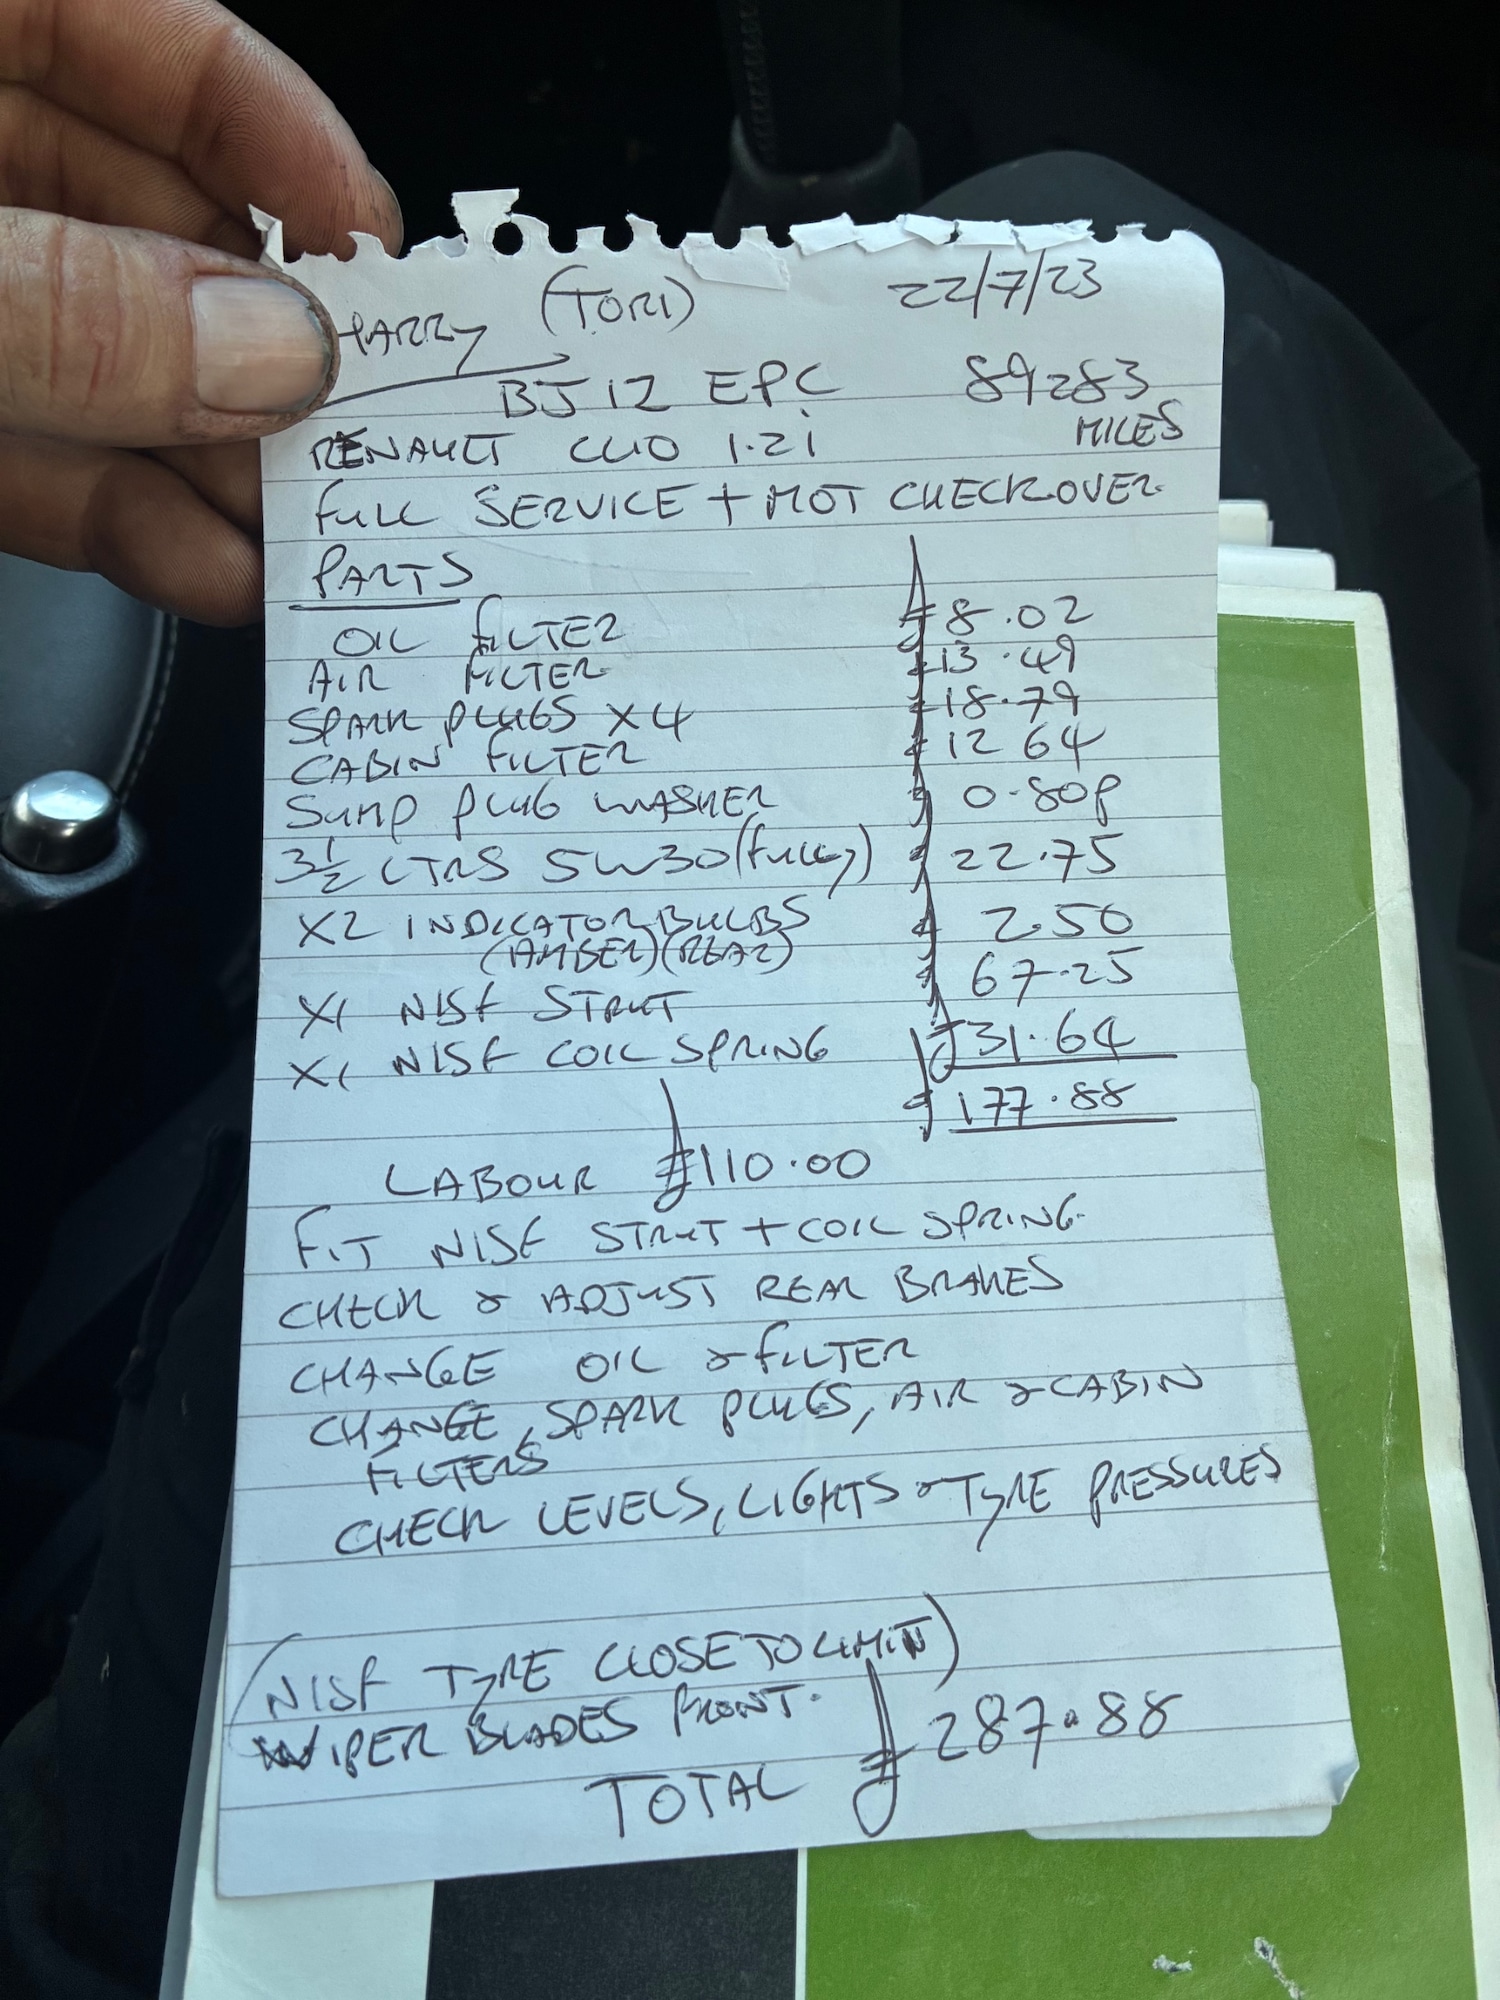 HARRY (TORI) 22/7/23
BJ12 EPC 89283
MILES
RENAULT CLIO 1.2i
FULL SERVICE + MOT CHECKOVER.
PARTS
OIL FILTER £8.02
AIR FILTER £13.49
SPARK PLUGS X4 £18.79
CABIN FILTER £12 64
SUMP PLUG WASHER £0.80p
3½ LTRS 5W30 (FULLY) £22.75
X2 INDICATOR BULBS £2.50
(AMBER)(REAR)
X1 N/S/F STRUT £67.25
X1 N/S/F COIL SPRING £31.64
£177.88
LABOUR £110.00
FIT N/S/F STRUT + COIL SPRING.
CHECK & ADJUST REAR BRAKES
CHANGE OIL & FILTER
CHANGE, SPARK PLUGS, AIR & CABIN
FILTERS
CHECK LEVELS, LIGHTS & TYRE PRESSURES
(N/S/F TYRE CLOSE TO LIMIT)
WIPER BLADES FRONT.
TOTAL £287.88